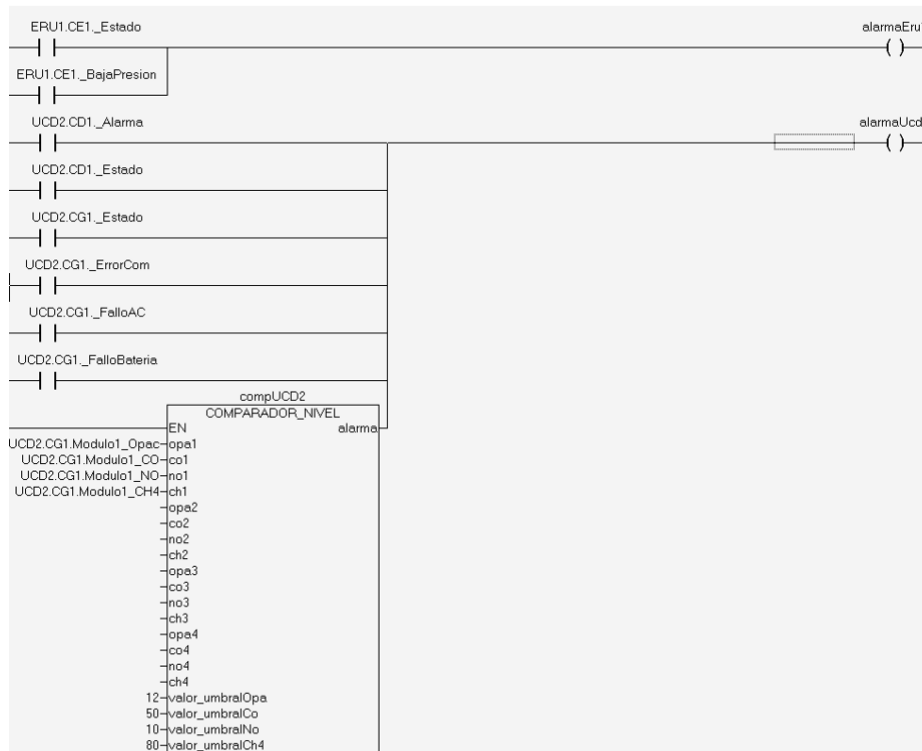 ERU1.CE1._Estado alarmaEru1
ERU1.CE1._BajaPresion
UCD2.CD1._Alarma alarmaUcd
UCD2.CD1._Estado
UCD2.CG1._Estado
UCD2.CG1._ErrorCom
UCD2.CG1._FalloAC
UCD2.CG1._FalloBateria
compUCD2
COMPARADOR_NIVEL
EN alarma
UCD2.CG1.Modulo1_Opac opa1
UCD2.CG1.Modulo1_CO co1
UCD2.CG1.Modulo1_NO no1
UCD2.CG1.Modulo1_CH4 ch1
opa2
co2
no2
ch2
opa3
co3
no3
ch3
opa4
co4
no4
ch4
12 valor_umbralOpa
50 valor_umbralCo
10 valor_umbralNo
80 valor_umbralCh4